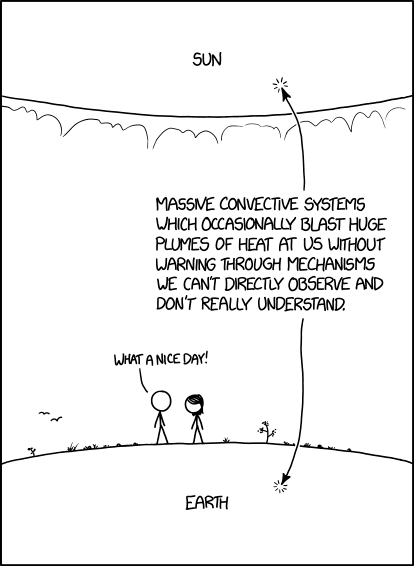 SUN
MASSIVE CONVECTIVE SYSTEMS
WHICH OCCASIONALLY BLAST HUGE
PLUMES OF HEAT AT US WITHOUT
WARNING THROUGH MECHANISMS
WE CAN'T DIRECTLY OBSERVE AND
DON'T REALLY UNDERSTAND.
WHAT A NICE DAY!
EARTH